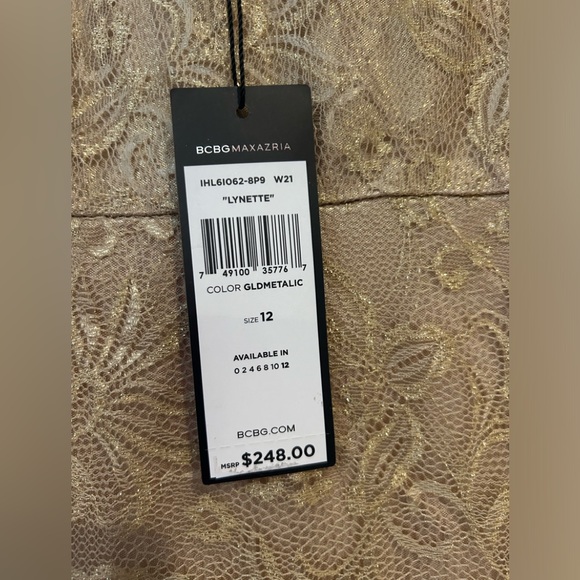 BCBGMAXAZRIA
IHL6I062-8P9 W21
"LYNETTE"
7 49100 35776 7
COLOR GLDMETALIC
SIZE 12
AVAILABLE IN
0 2 4 6 8 10 12
BCBG.COM
MSRP $248.00